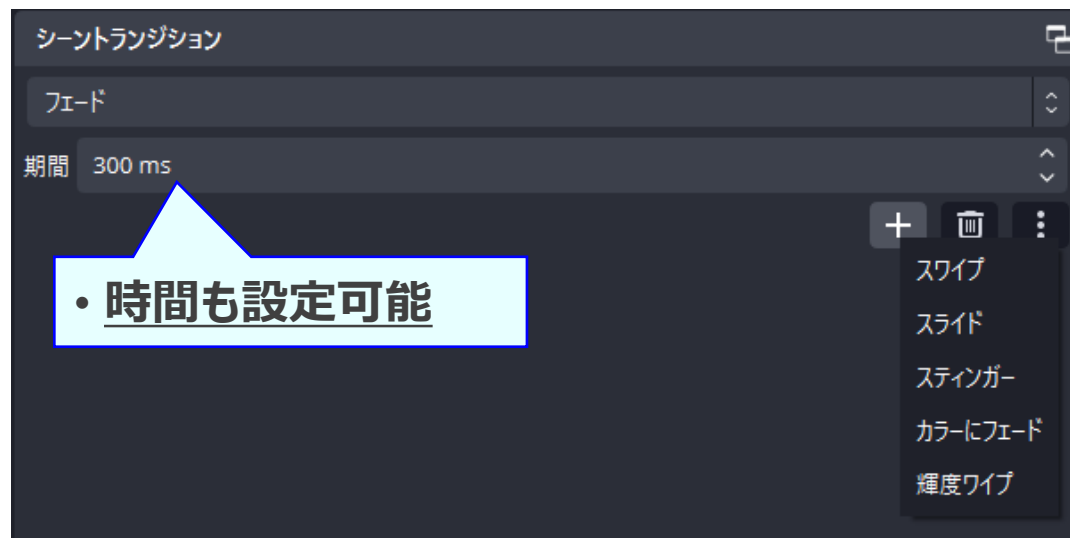 シーントランジション
フェード
期間 300 ms
• 時間も設定可能
スワイプ
スライド
スティンガー
カラーにフェード
輝度ワイプ